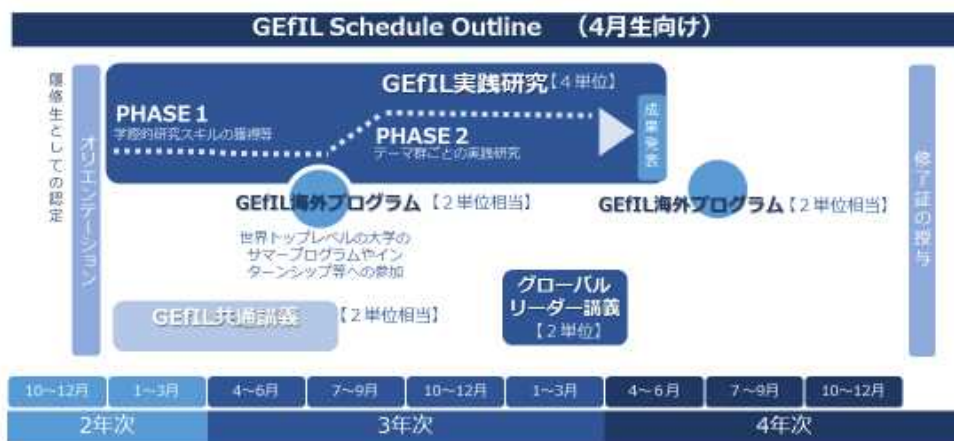 GEfIL Schedule Outline （4月生向け）
履修生としての認定
オリエンテーション
GEfIL実践研究【4単位】
PHASE 1
学際的研究スキルの獲得等
PHASE 2
テーマ群ごとの実践研究
成果発表
GEfIL海外プログラム【2単位相当】
世界トップレベルの大学の
サマープログラムやイン
ターンシップ等への参加
GEfIL海外プログラム【2単位相当】
修了証の授与
GEfIL共通講義【2単位相当】
グローバル
リーダー講義
【2単位】
10～12月 1～3月 4～6月 7～9月 10～12月 1～3月 4～6月 7～9月 10～12月
2年次 3年次 4年次